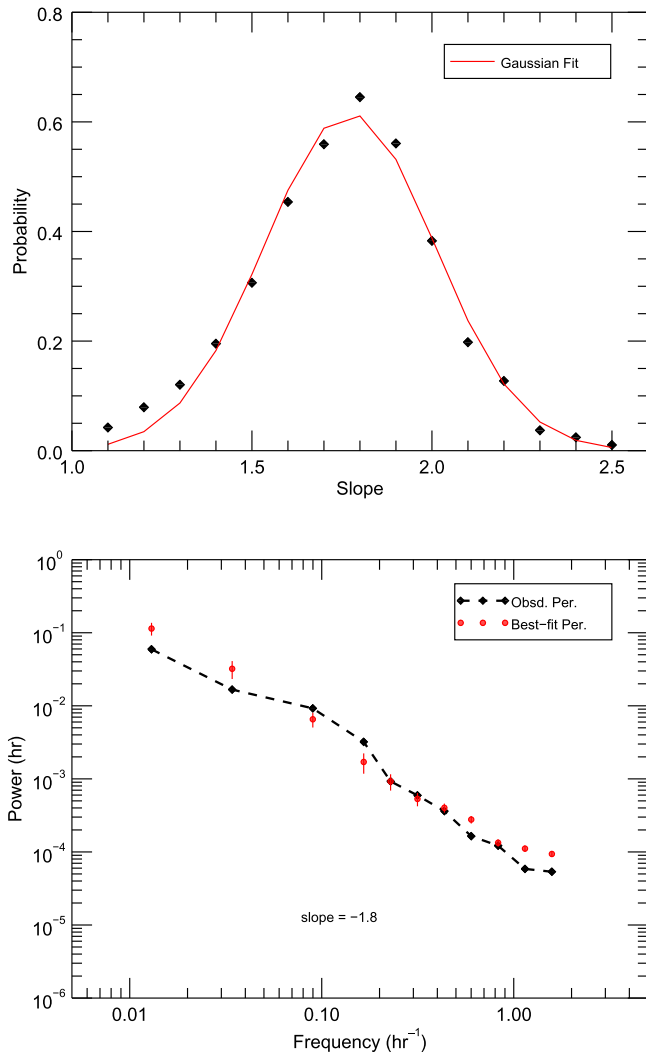 0.8
0.6
0.4
0.2
0.0
Probability
Gaussian Fit
1.0 1.5 2.0 2.5
Slope
10⁰
10⁻¹
10⁻²
10⁻³
10⁻⁴
10⁻⁵
10⁻⁶
Power (hr)
Obsd. Per.
Best−fit Per.
slope = −1.8
0.01 0.10 1.00
Frequency (hr⁻¹)